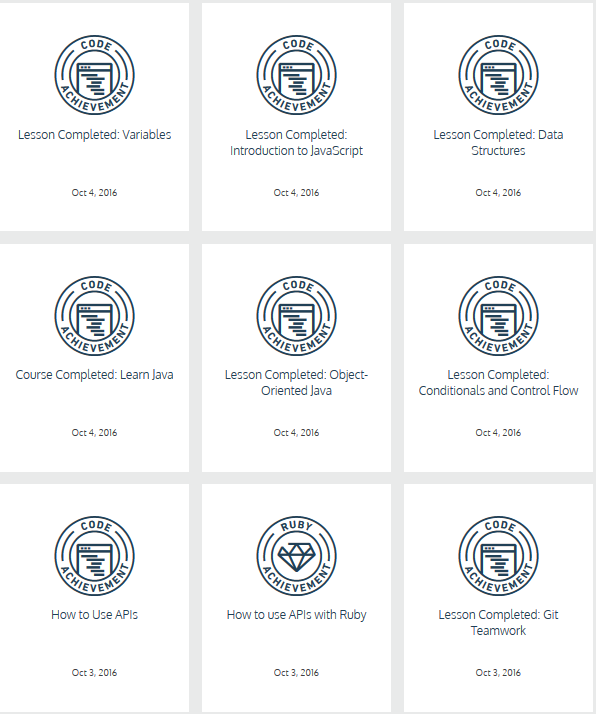 CODE
ACHIEVEMENT
Lesson Completed: Variables
Oct 4, 2016
CODE
ACHIEVEMENT
Lesson Completed:
Introduction to JavaScript
Oct 4, 2016
CODE
ACHIEVEMENT
Lesson Completed: Data
Structures
Oct 4, 2016
CODE
ACHIEVEMENT
Course Completed: Learn Java
Oct 4, 2016
CODE
ACHIEVEMENT
Lesson Completed: Object-
Oriented Java
Oct 4, 2016
CODE
ACHIEVEMENT
Lesson Completed:
Conditionals and Control Flow
Oct 4, 2016
CODE
ACHIEVEMENT
How to Use APIs
Oct 3, 2016
RUBY
ACHIEVEMENT
How to use APIs with Ruby
Oct 3, 2016
CODE
ACHIEVEMENT
Lesson Completed: Git
Teamwork
Oct 3, 2016